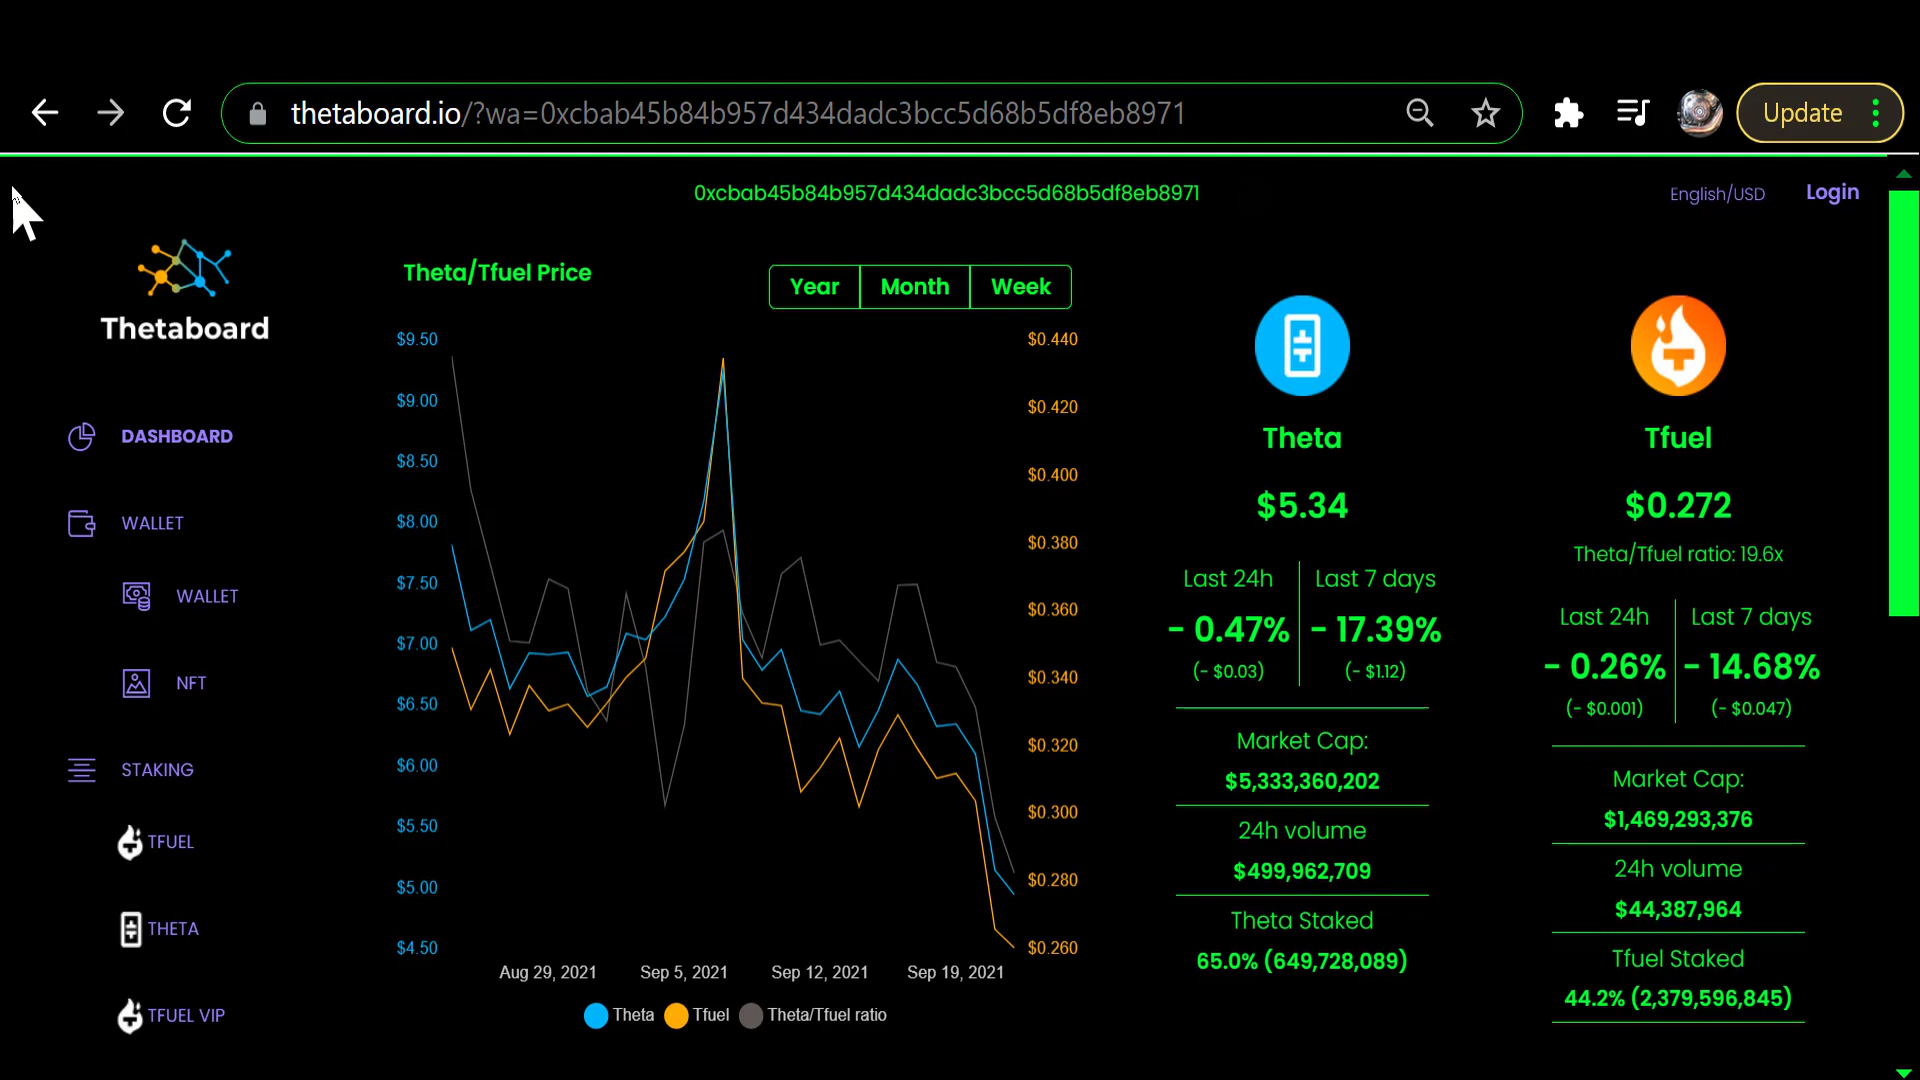 thetaboard.io/?wa=0xcbab45b84b957d434dadc3bcc5d68b5df8eb8971
Update
0xcbab45b84b957d434dadc3bcc5d68b5df8eb8971
English/USD
Login
Thetaboard
DASHBOARD
WALLET
WALLET
NFT
STAKING
TFUEL
THETA
TFUEL VIP
Theta/Tfuel Price
Year Month Week
$9.50
$9.00
$8.50
$8.00
$7.50
$7.00
$6.50
$6.00
$5.50
$5.00
$4.50
$0.440
$0.420
$0.400
$0.380
$0.360
$0.340
$0.320
$0.300
$0.280
$0.260
Aug 29, 2021 Sep 5, 2021 Sep 12, 2021 Sep 19, 2021
Theta Tfuel Theta/Tfuel ratio
Theta
$5.34
Last 24h Last 7 days
- 0.47% - 17.39%
(- $0.03) (- $1.12)
Market Cap:
$5,333,360,202
24h volume
$499,962,709
Theta Staked
65.0% (649,728,089)
Tfuel
$0.272
Theta/Tfuel ratio: 19.6x
Last 24h Last 7 days
- 0.26% - 14.68%
(- $0.001) (- $0.047)
Market Cap:
$1,469,293,376
24h volume
$44,387,964
Tfuel Staked
44.2% (2,379,596,845)